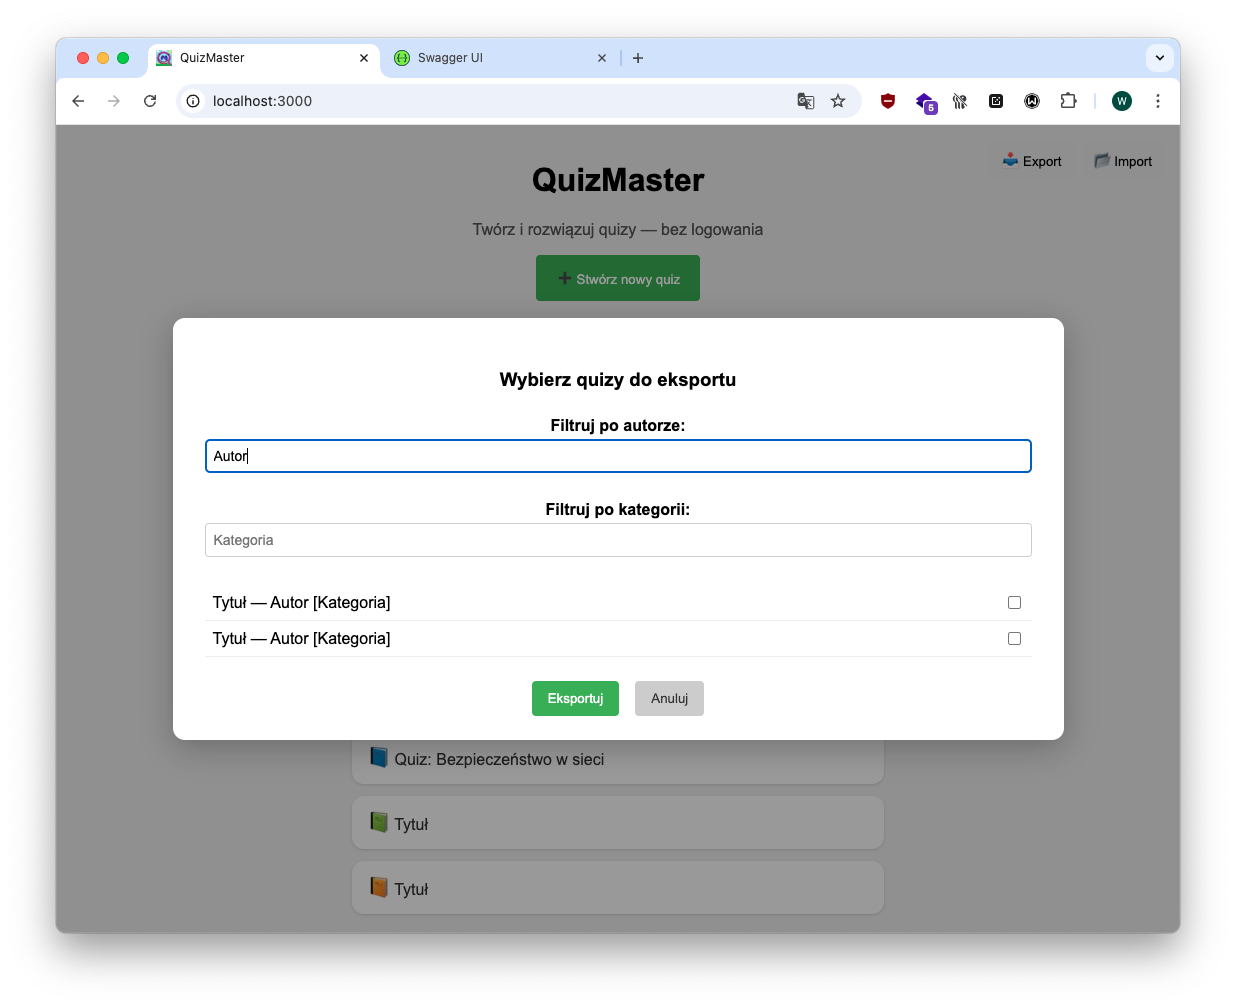 QuizMaster
Swagger UI
localhost:3000
5
W
Export
Import
QuizMaster
Twórz i rozwiązuj quizy — bez logowania
Stwórz nowy quiz
Wybierz quizy do eksportu
Filtruj po autorze:
Autor
Filtruj po kategorii:
Kategoria
Tytuł — Autor [Kategoria]
Tytuł — Autor [Kategoria]
Eksportuj
Anuluj
Quiz: Bezpieczeństwo w sieci
Tytuł
Tytuł